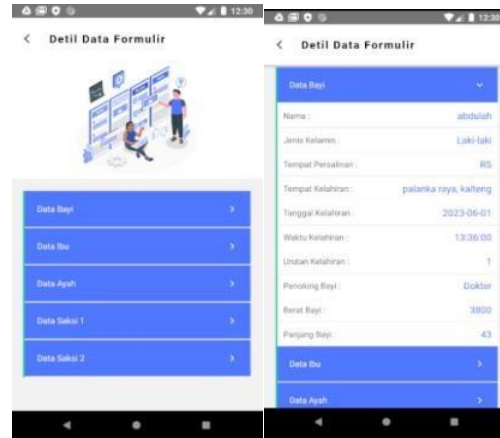 12:30
Detil Data Formulir
Data Bayi
Data Ibu
Data Ayah
Data Saksi 1
Data Saksi 2
12:30
Detil Data Formulir
Data Bayi
Nama : abdulah
Jenis Kelamin : Laki-laki
Tempat Persalinan : RS
Tempat Kelahiran : palanka raya, kalteng
Tanggal Kelahiran : 2023-06-01
Waktu Kelahiran : 13:36:00
Urutan Kelahiran : 1
Penolong Bayi : Dokter
Berat Bayi : 3800
Panjang Bayi : 43
Data Ibu
Data Ayah